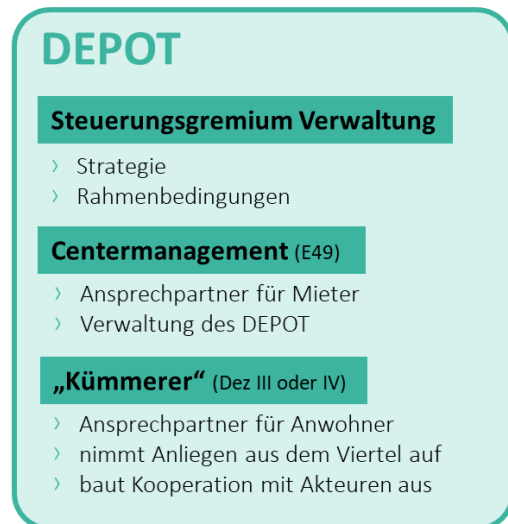 DEPOT
Steuerungsgremium Verwaltung
› Strategie
› Rahmenbedingungen
Centermanagement (E49)
› Ansprechpartner für Mieter
› Verwaltung des DEPOT
„Kümmerer“ (Dez III oder IV)
› Ansprechpartner für Anwohner
› nimmt Anliegen aus dem Viertel auf
› baut Kooperation mit Akteuren aus